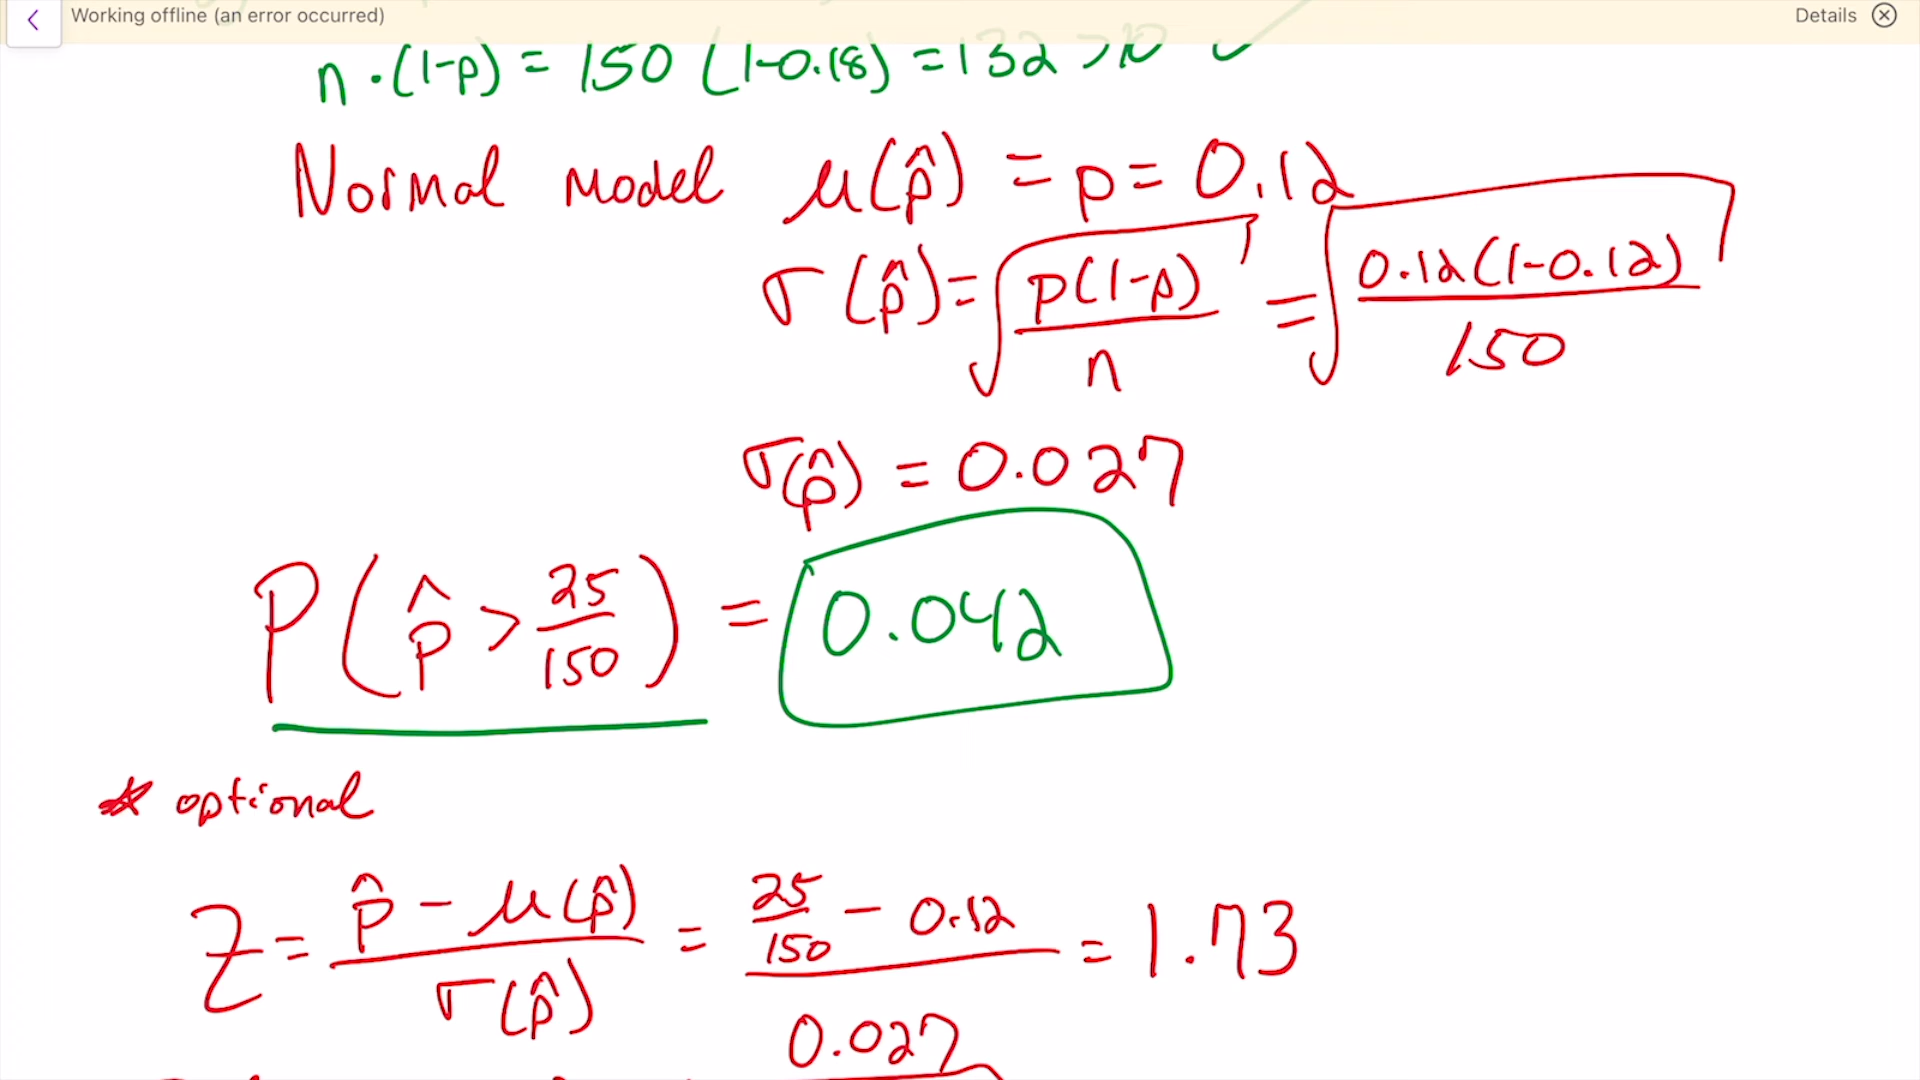 Working offline (an error occurred) Details
n·(1-p) = 150 (1-0.18) = 132 >10 ✓
Normal model μ(p̂) = p = 0.12
σ(p̂) = √(p(1-p)/n) = √(0.12(1-0.12)/150)
σ(p̂) = 0.027
P(p̂ > 25/150) = 0.042
* optional
Z = (p̂ - μ(p̂))/σ(p̂) = (25/150 - 0.12)/0.027 = 1.73